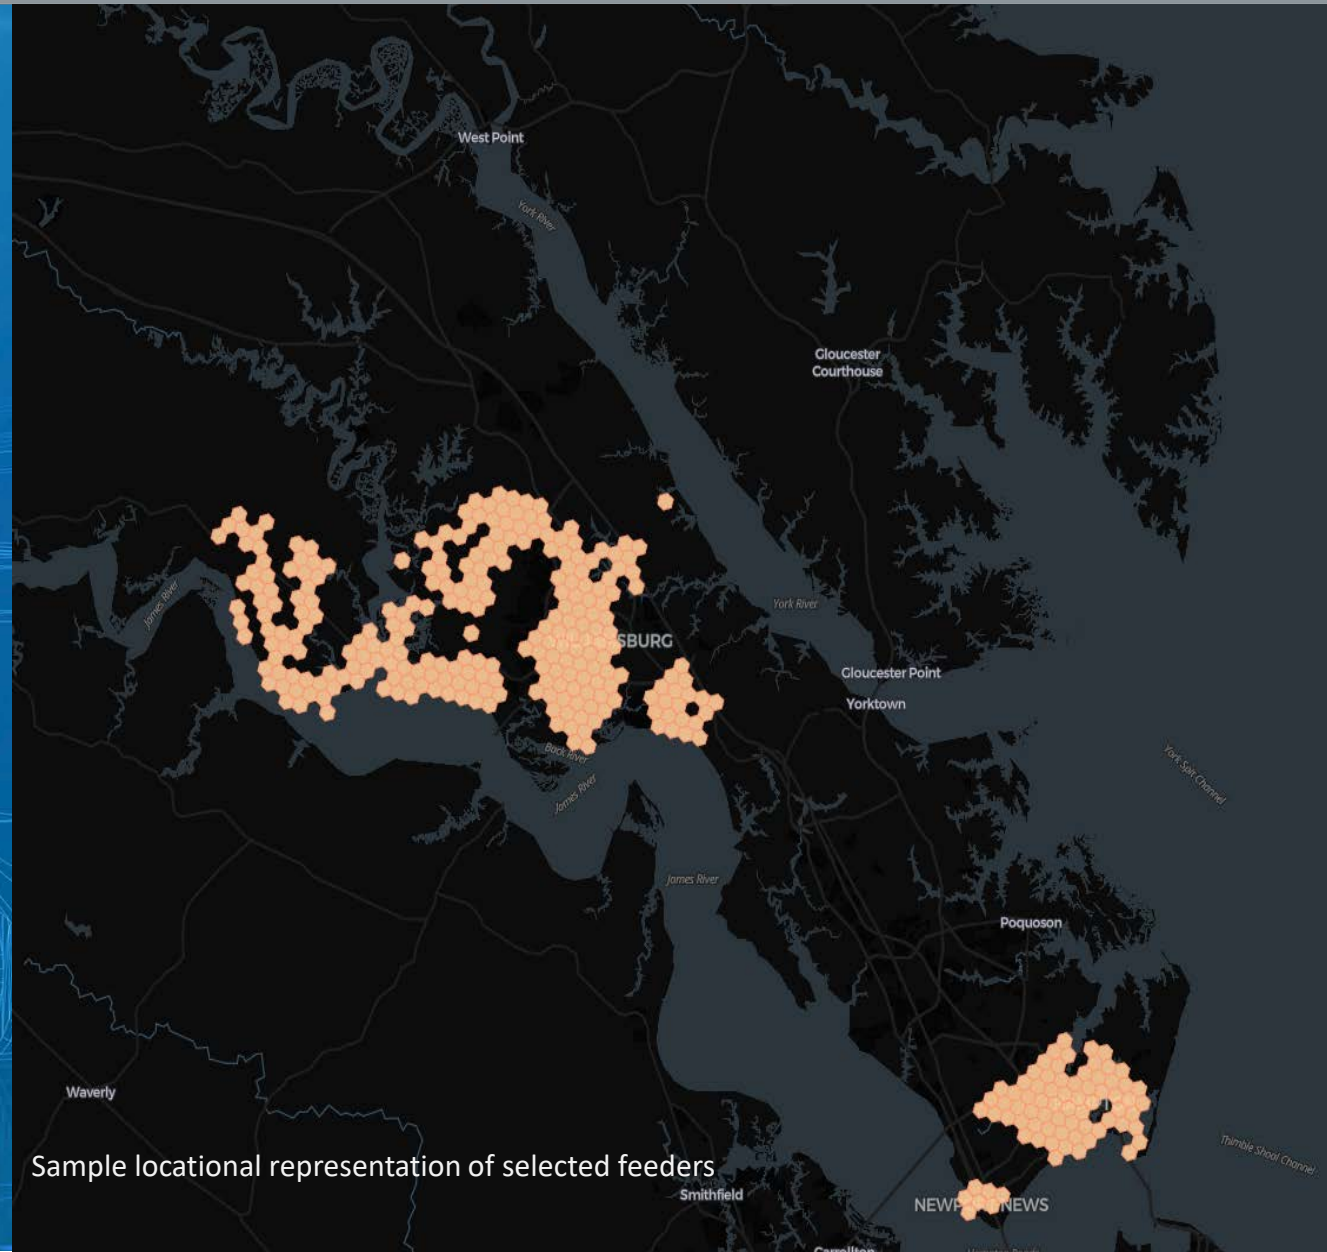 West Point
York River
Gloucester
Courthouse
James River
York River
SBURG
Gloucester Point
Yorktown
Back River
York Spit Channel
James River
James River
Poquoson
Waverly
Thimble Shoal Channel
Sample locational representation of selected feeders
Smithfield
NEWP NEWS